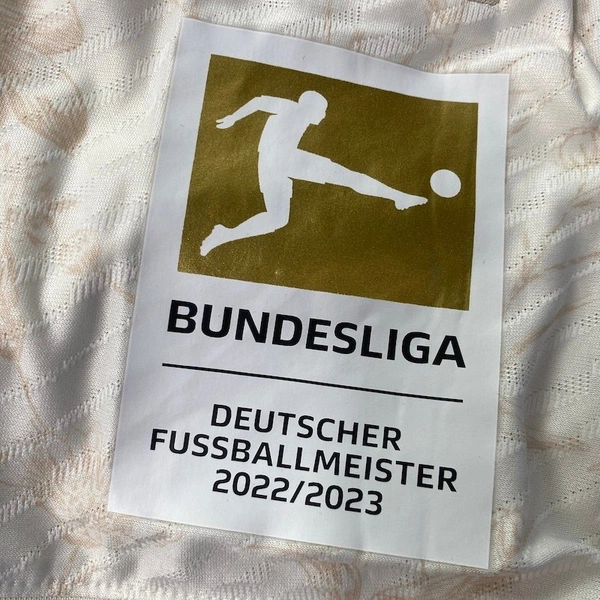 BUNDESLIGA
DEUTSCHER
FUSSBALLMEISTER
2022/2023